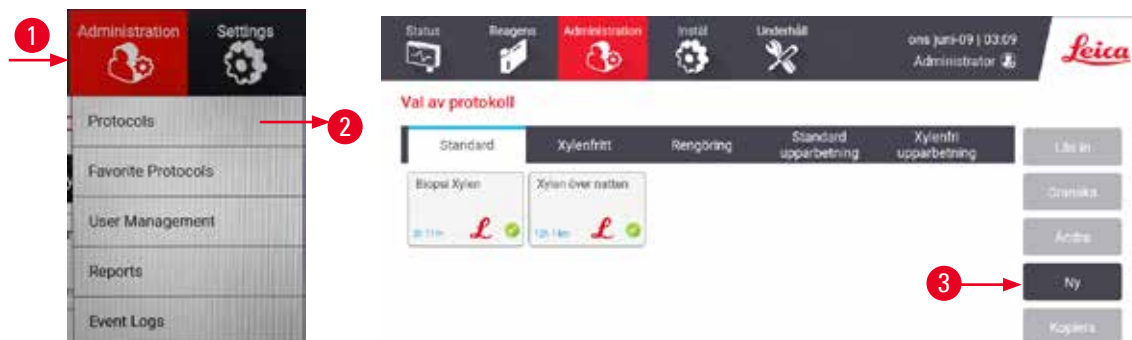 1
Administration Settings
Protocols
2
Favorite Protocols
User Management
Reports
Event Logs
Status Reagens Administration Inställ Underhåll
ons juni-09 | 03:09
Administrator
Leica
Val av protokoll
Standard Xylenfritt Rengöring Standard upparbetning Xylenfri upparbetning
Biopsi Xylen Xylen över natten
Läs in
Granska
Ändra
3
Ny
Kopiera